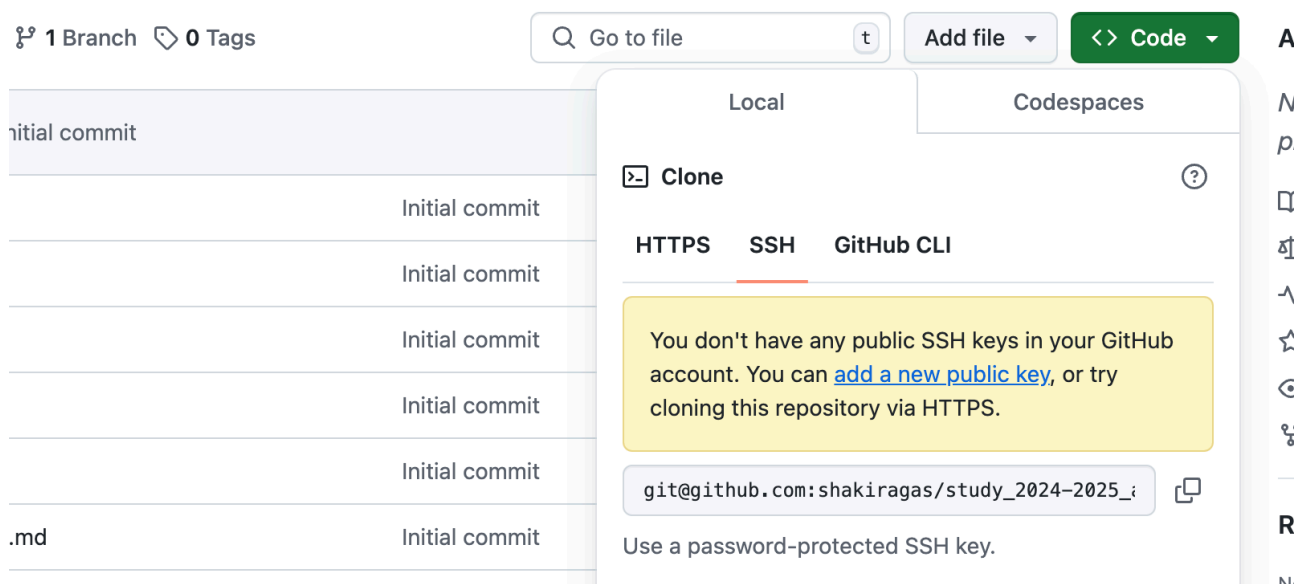 1 Branch 0 Tags
Go to file t
Add file
Code
Local Codespaces
Initial commit
Initial commit
Initial commit
Initial commit
Initial commit
.md Initial commit
Clone
HTTPS SSH GitHub CLI
You don't have any public SSH keys in your GitHub
account. You can add a new public key, or try
cloning this repository via HTTPS.
git@github.com:shakiragas/study_2024-2025_
Use a password-protected SSH key.